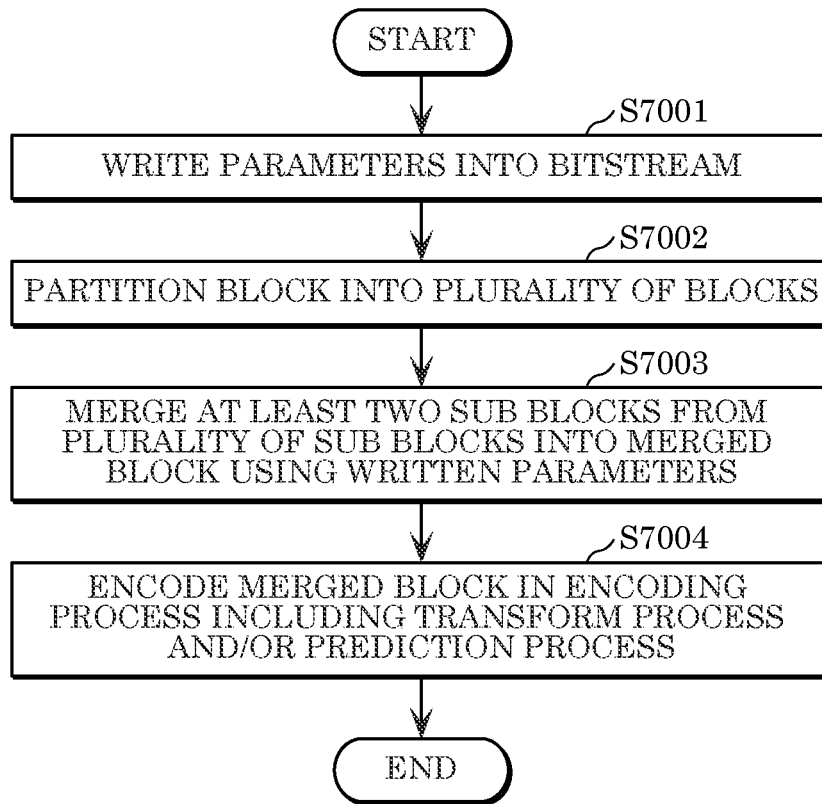 START
S7001
WRITE PARAMETERS INTO BITSTREAM
S7002
PARTITION BLOCK INTO PLURALITY OF BLOCKS
S7003
MERGE AT LEAST TWO SUB BLOCKS FROM
PLURALITY OF SUB BLOCKS INTO MERGED
BLOCK USING WRITTEN PARAMETERS
S7004
ENCODE MERGED BLOCK IN ENCODING
PROCESS INCLUDING TRANSFORM PROCESS
AND/OR PREDICTION PROCESS
END